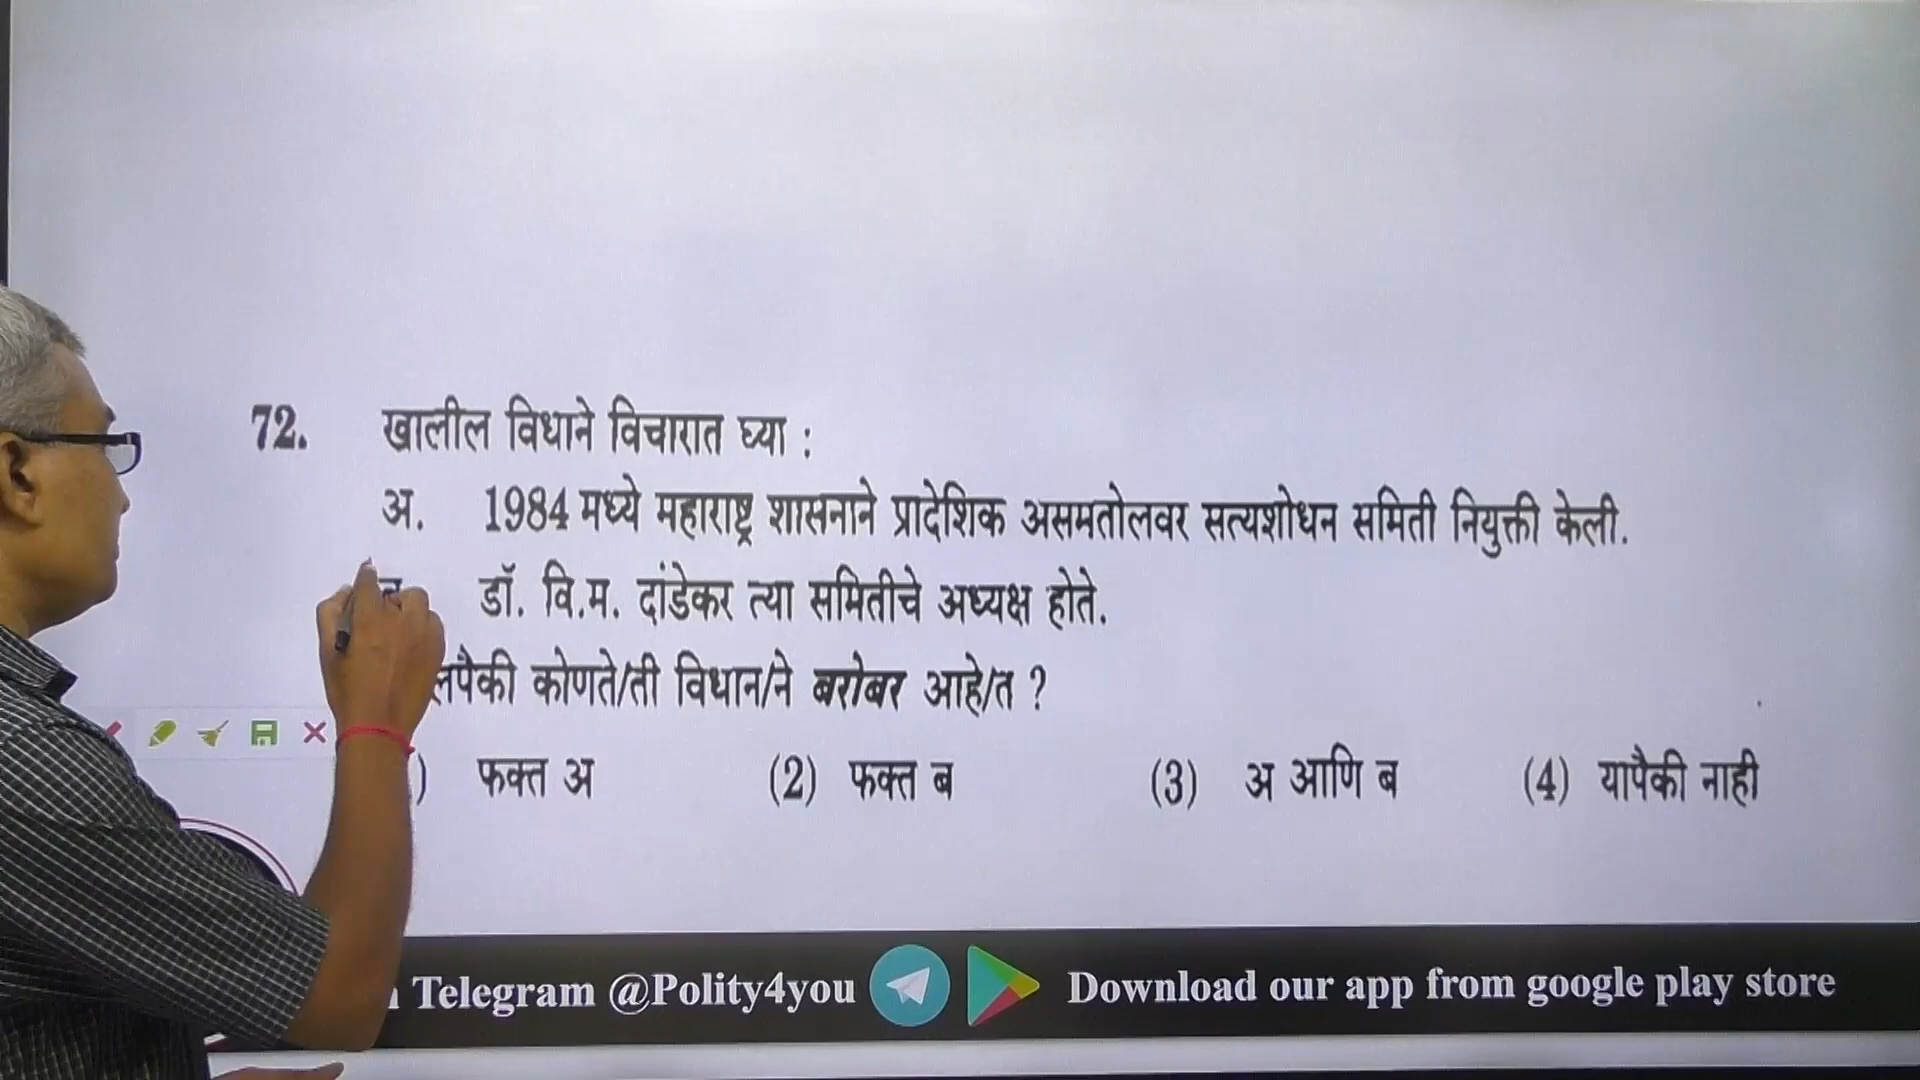 72. खालील विधाने विचारात घ्या :
अ. 1984 मध्ये महाराष्ट्र शासनाने प्रादेशिक असमतोलवर सत्यशोधन समिती नियुक्ती केली.
डॉ. वि.म. दांडेकर त्या समितीचे अध्यक्ष होते.
कोणते/ती विधान/ने बरोबर आहे/त ?
फक्त अ (2) फक्त ब (3) अ आणि ब (4) यापैकी नाही
Telegram @Polity4you Download our app from google play store